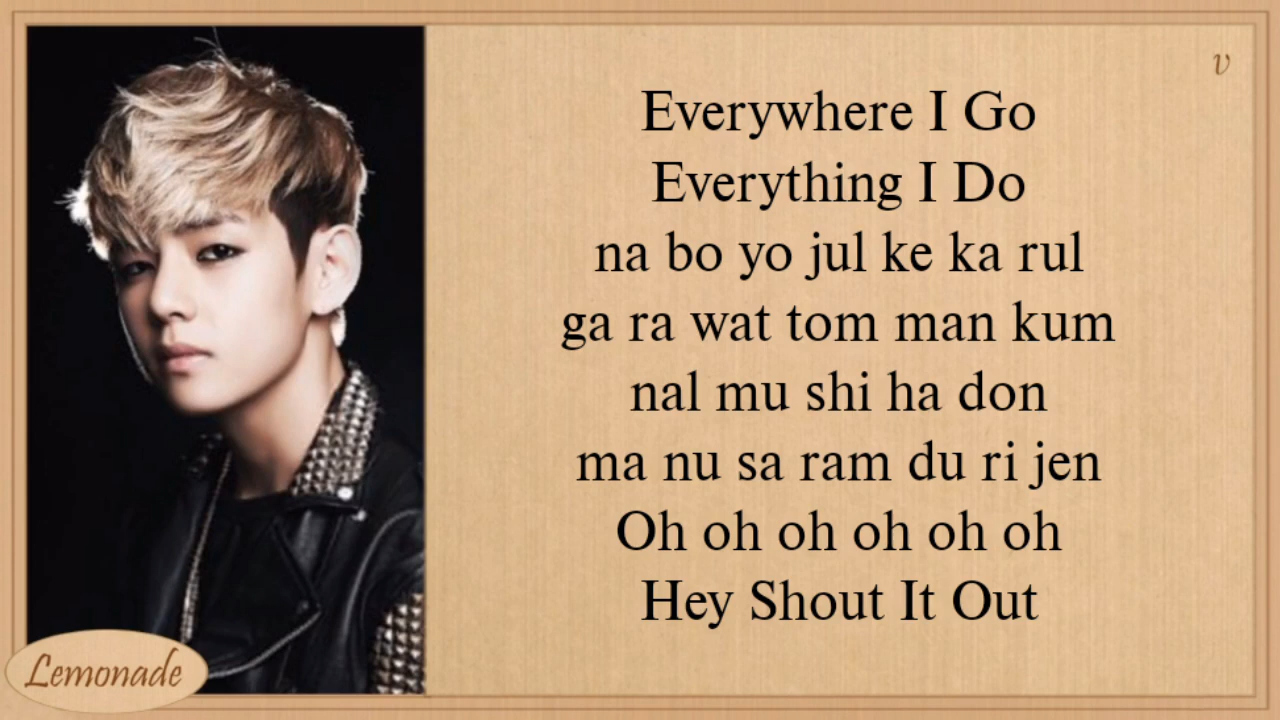 v
Everywhere I Go
Everything I Do
na bo yo jul ke ka rul
ga ra wat tom man kum
nal mu shi ha don
ma nu sa ram du ri jen
Oh oh oh oh oh oh
Hey Shout It Out
Lemonade